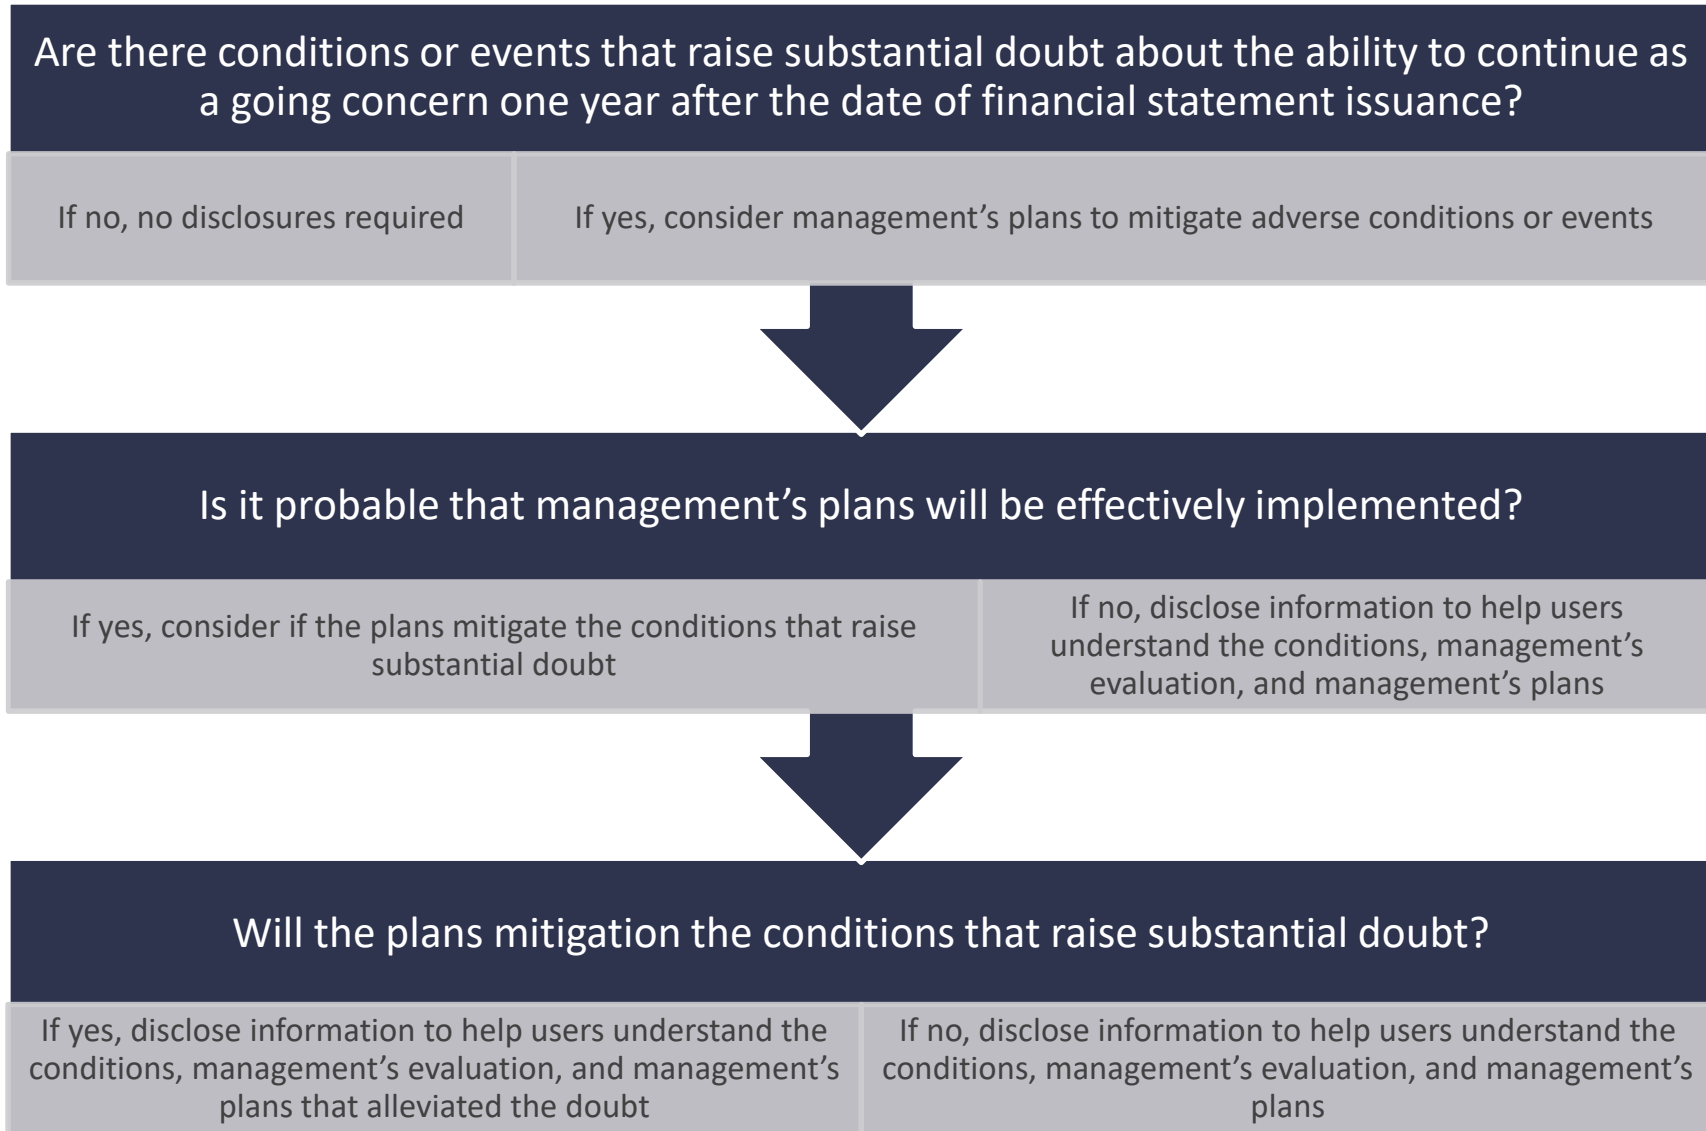 Are there conditions or events that raise substantial doubt about the ability to continue as
a going concern one year after the date of financial statement issuance?
If no, no disclosures required
If yes, consider management’s plans to mitigate adverse conditions or events
Is it probable that management’s plans will be effectively implemented?
If yes, consider if the plans mitigate the conditions that raise
substantial doubt
If no, disclose information to help users
understand the conditions, management’s
evaluation, and management’s plans
Will the plans mitigation the conditions that raise substantial doubt?
If yes, disclose information to help users understand the
conditions, management’s evaluation, and management’s
plans that alleviated the doubt
If no, disclose information to help users understand the
conditions, management’s evaluation, and management’s
plans